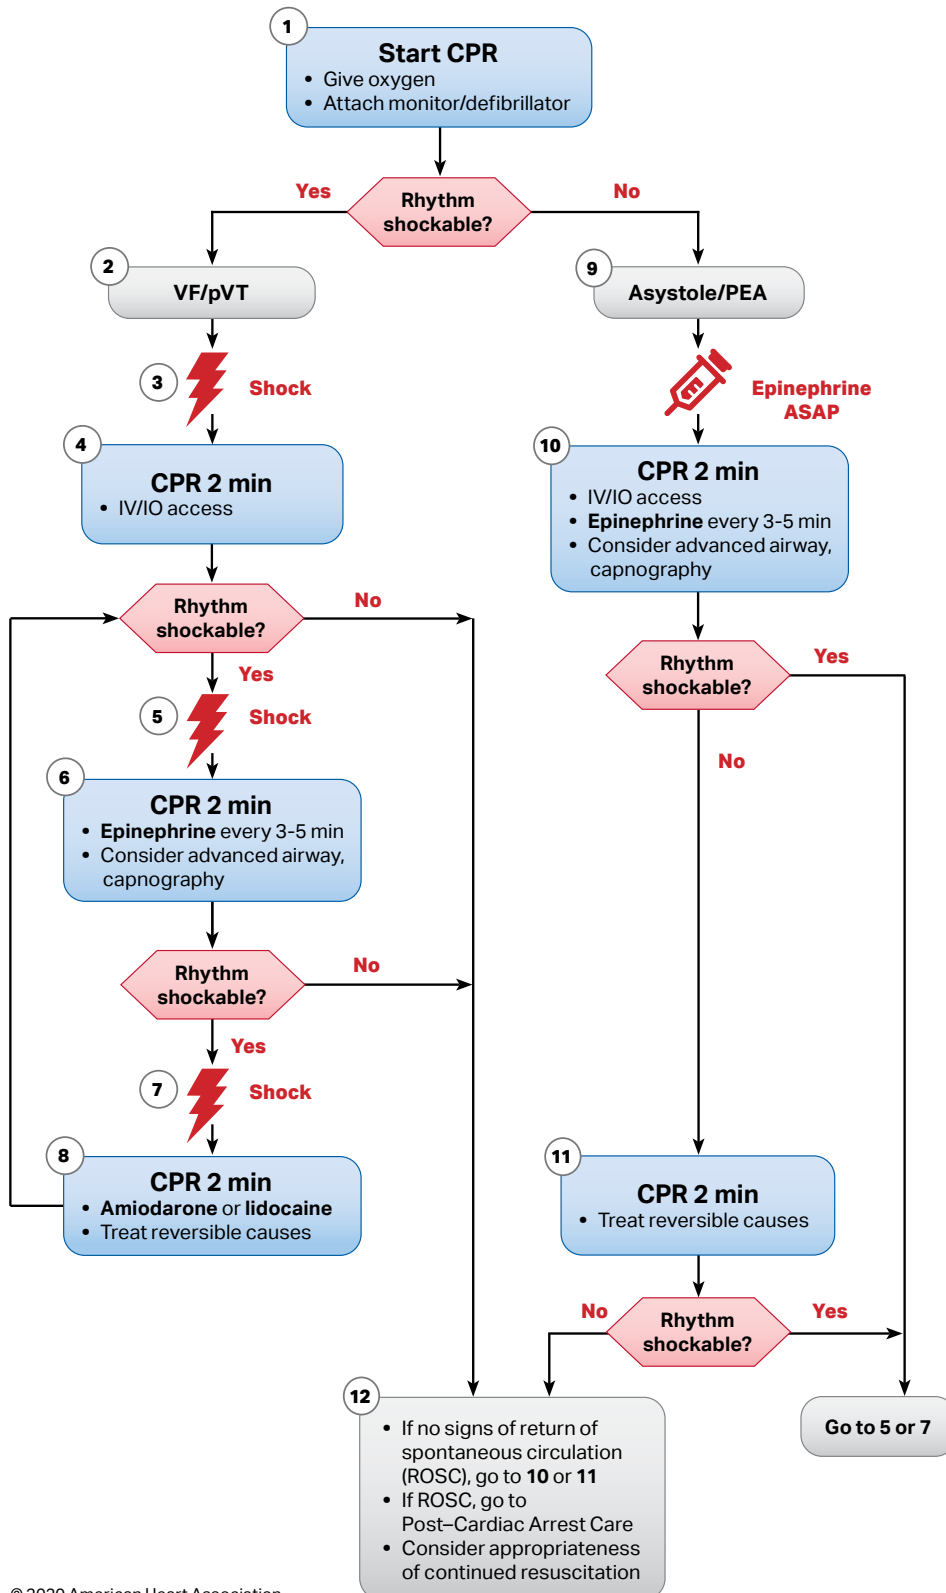 1
Start CPR
• Give oxygen
• Attach monitor/defibrillator
Yes
Rhythm
shockable?
No
2
VF/pVT
3
Shock
4
CPR 2 min
• IV/IO access
Rhythm
shockable?
No
Yes
5
Shock
6
CPR 2 min
• Epinephrine every 3-5 min
• Consider advanced airway,
capnography
Rhythm
shockable?
No
Yes
7
Shock
8
CPR 2 min
• Amiodarone or lidocaine
• Treat reversible causes
9
Asystole/PEA
Epinephrine
ASAP
10
CPR 2 min
• IV/IO access
• Epinephrine every 3-5 min
• Consider advanced airway,
capnography
Rhythm
shockable?
Yes
No
11
CPR 2 min
• Treat reversible causes
No
Rhythm
shockable?
Yes
12
• If no signs of return of
spontaneous circulation
(ROSC), go to 10 or 11
• If ROSC, go to
Post–Cardiac Arrest Care
• Consider appropriateness
of continued resuscitation
Go to 5 or 7
© 2020 American Heart Association